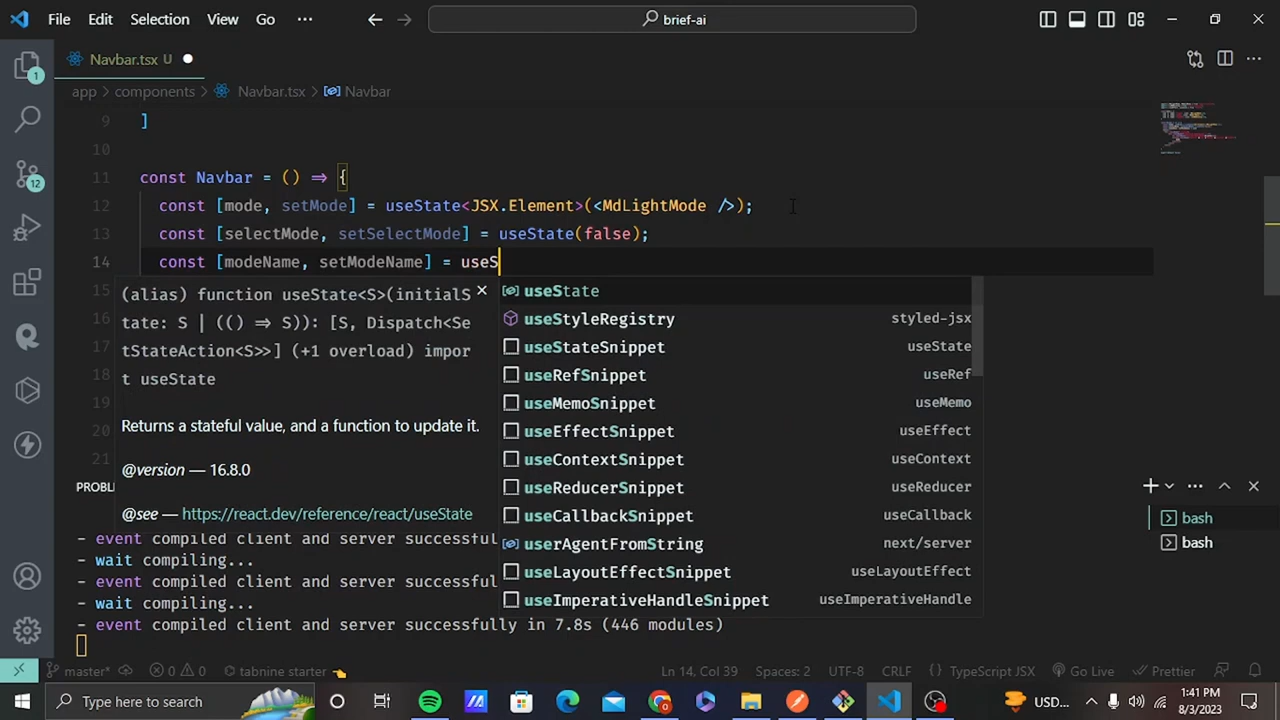 File Edit Selection View Go ··· brief-ai
Navbar.tsx U
app > components > Navbar.tsx > Navbar
9 ]
10
11 const Navbar = () => {
12 const [mode, setMode] = useState<JSX.Element>(<MdLightMode />);
13 const [selectMode, setSelectMode] = useState(false);
14 const [modeName, setModeName] = useS
15
16
17
18
19
20
21
(alias) function useState<S>(initialS
tate: S | (() => S)): [S, Dispatch<Se
tStateAction<S>>] (+1 overload) impor
t useState
Returns a stateful value, and a function to update it.
@version — 16.8.0
@see — https://react.dev/reference/react/useState
useState
useStyleRegistry styled-jsx
useStateSnippet useState
useRefSnippet useRef
useMemoSnippet useMemo
useEffectSnippet useEffect
useContextSnippet useContext
useReducerSnippet useReducer
useCallbackSnippet useCallback
userAgentFromString next/server
useLayoutEffectSnippet useLayoutEffect
useImperativeHandleSnippet useImperativeHandle
PROBL
bash
bash
- event compiled client and server successful
- wait compiling...
- event compiled client and server successful
- wait compiling...
- event compiled client and server successfully in 7.8s (446 modules)
1
12
master* 0 0 tabnine starter Ln 14, Col 39 Spaces: 2 UTF-8 CRLF {} TypeScript JSX Go Live Prettier
Type here to search USD... 1:41 PM
8/3/2023